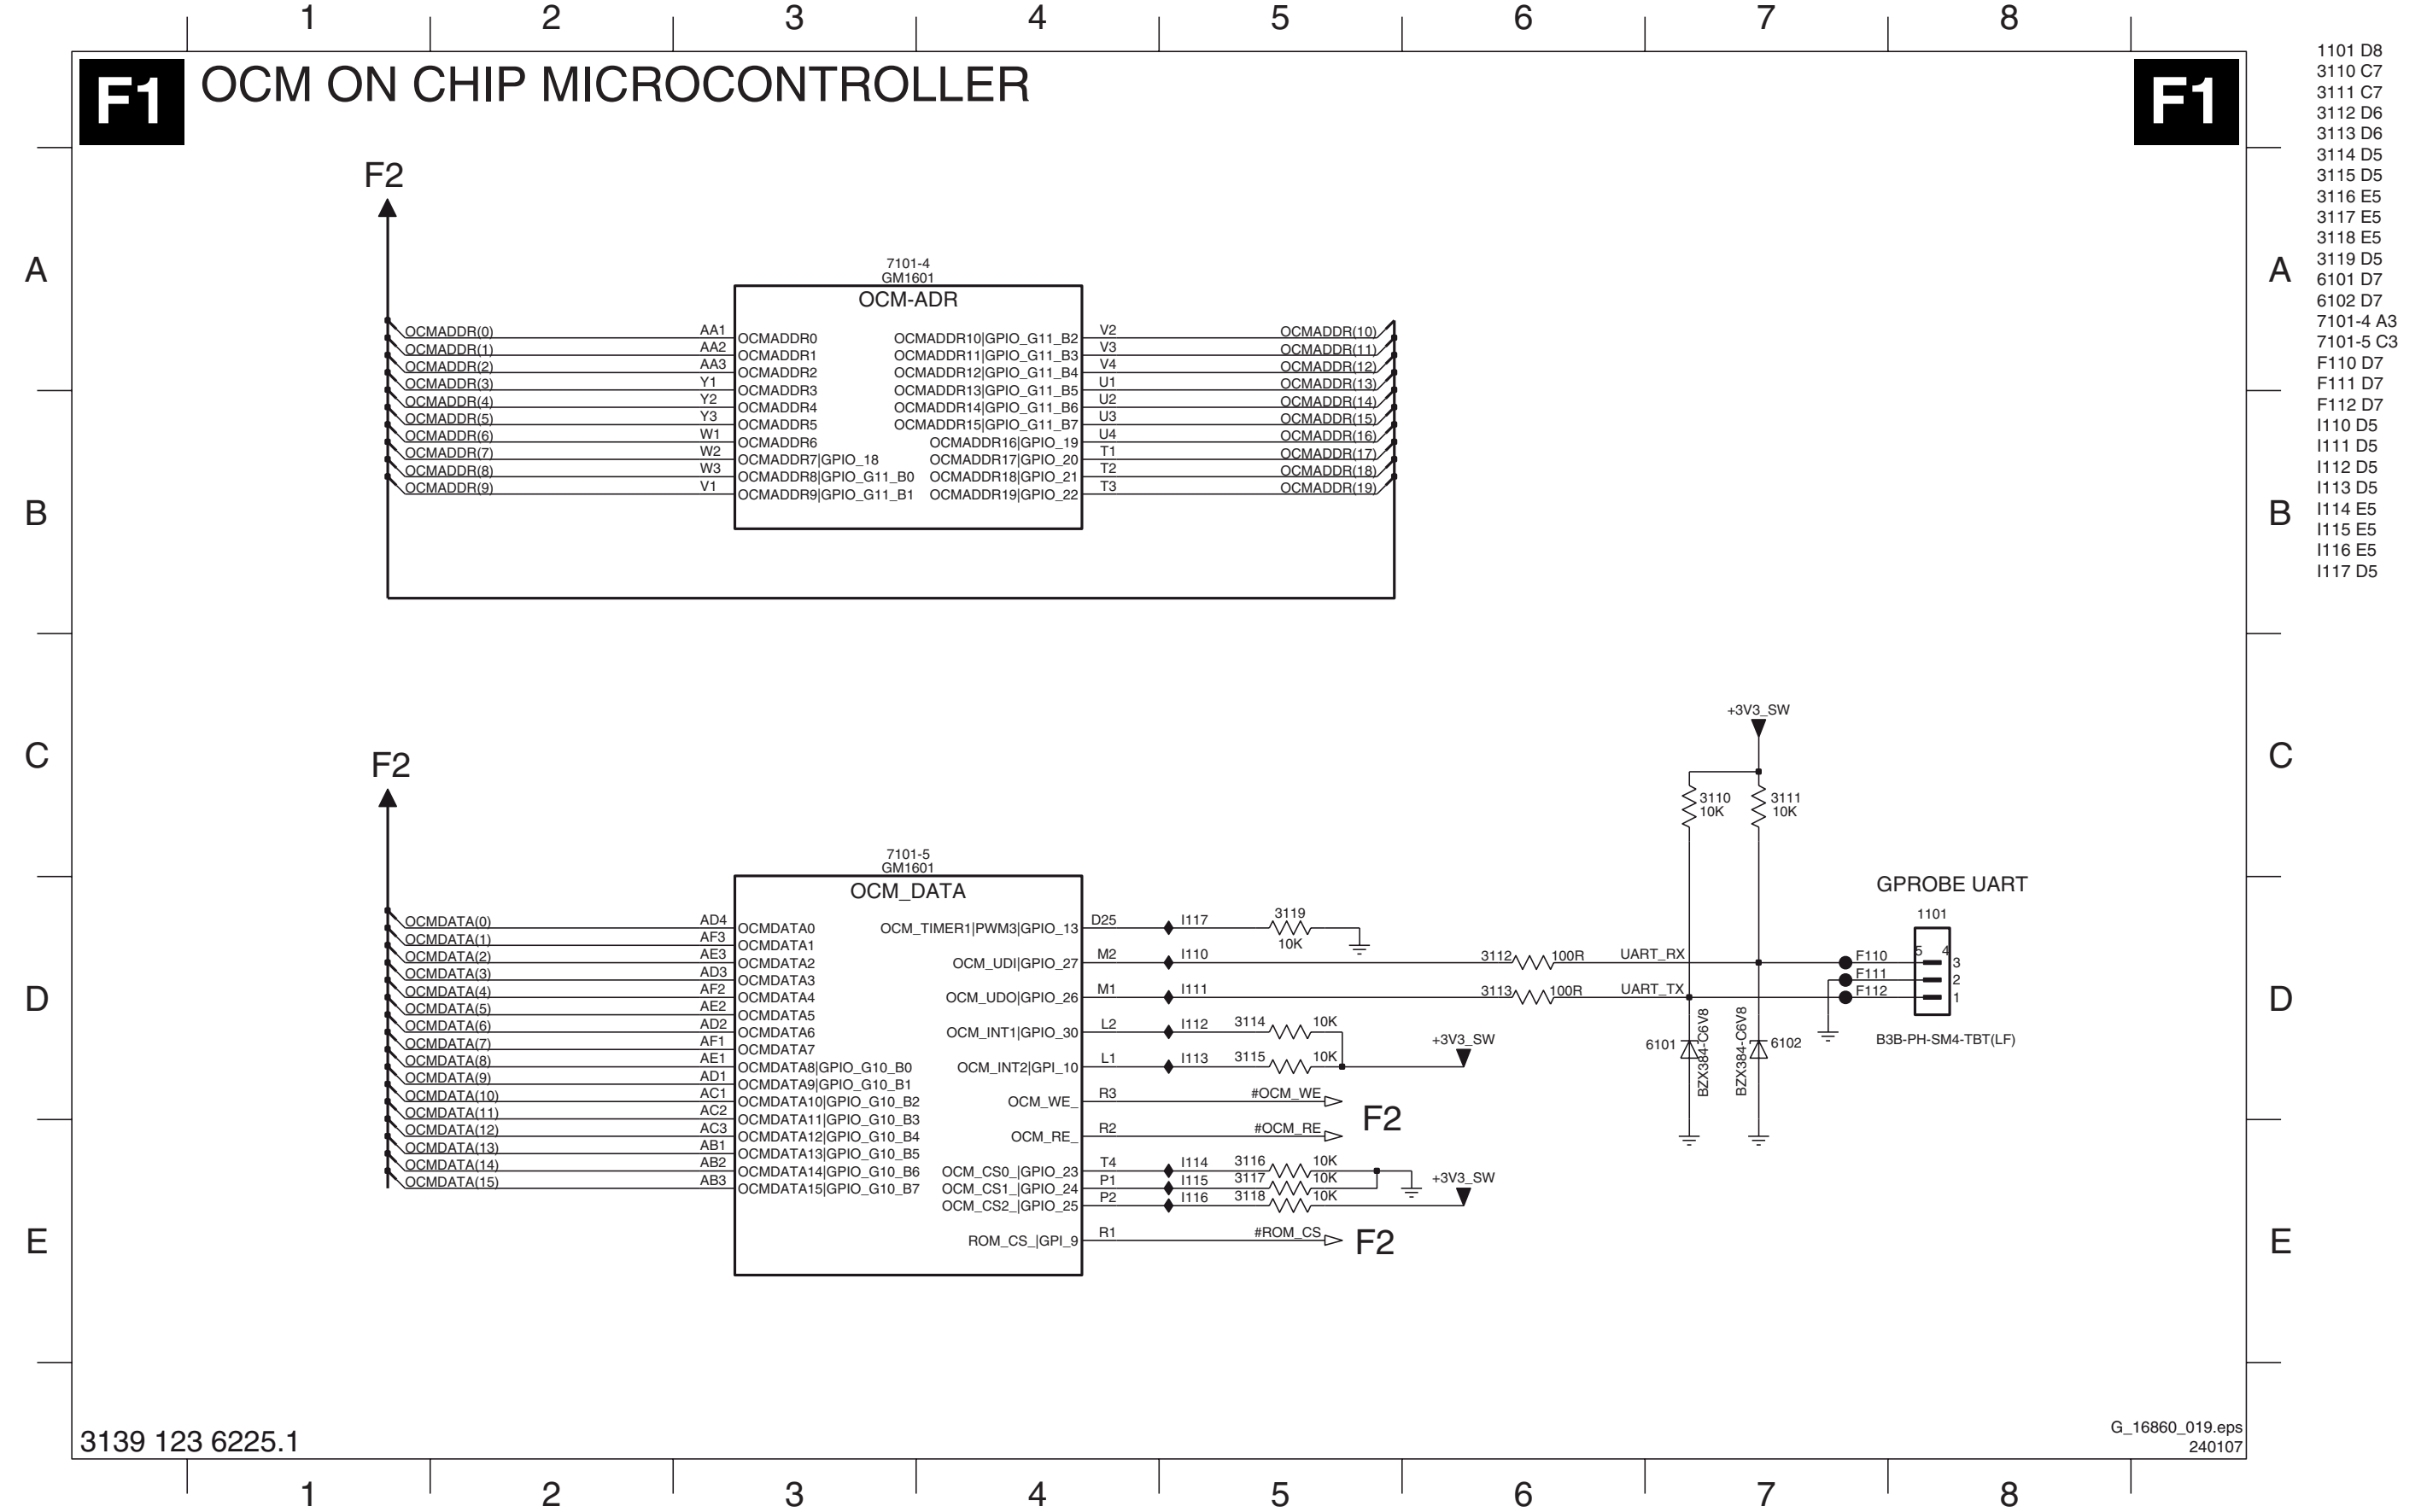 1 2 3 4 5 6 7 8
F1 OCM ON CHIP MICROCONTROLLER F1
1101 D8
3110 C7
3111 C7
3112 D6
3113 D6
3114 D5
3115 D5
3116 E5
3117 E5
3118 E5
3119 D5
6101 D7
6102 D7
7101-4 A3
7101-5 C3
F110 D7
F111 D7
F112 D7
I110 D5
I111 D5
I112 D5
I113 D5
I114 E5
I115 E5
I116 E5
I117 D5
F2
A A
7101-4
GM1601
OCM-ADR
OCMADDR(0) AA1 OCMADDR0 OCMADDR10|GPIO_G11_B2 V2 OCMADDR(10)
OCMADDR(1) AA2 OCMADDR1 OCMADDR11|GPIO_G11_B3 V3 OCMADDR(11)
OCMADDR(2) AA3 OCMADDR2 OCMADDR12|GPIO_G11_B4 V4 OCMADDR(12)
OCMADDR(3) Y1 OCMADDR3 OCMADDR13|GPIO_G11_B5 U1 OCMADDR(13)
OCMADDR(4) Y2 OCMADDR4 OCMADDR14|GPIO_G11_B6 U2 OCMADDR(14)
OCMADDR(5) Y3 OCMADDR5 OCMADDR15|GPIO_G11_B7 U3 OCMADDR(15)
OCMADDR(6) W1 OCMADDR6 OCMADDR16|GPIO_19 U4 OCMADDR(16)
OCMADDR(7) W2 OCMADDR7|GPIO_18 OCMADDR17|GPIO_20 T1 OCMADDR(17)
OCMADDR(8) W3 OCMADDR8|GPIO_G11_B0 OCMADDR18|GPIO_21 T2 OCMADDR(18)
OCMADDR(9) V1 OCMADDR9|GPIO_G11_B1 OCMADDR19|GPIO_22 T3 OCMADDR(19)
B B
+3V3_SW
C C
F2
3110 3111
10K 10K
7101-5
GM1601
OCM_DATA
GPROBE UART
1101
OCMDATA(0) AD4 OCMDATA0 OCM_TIMER1|PWM3|GPIO_13 D25 I117 3119 10K
OCMDATA(1) AF3 OCMDATA1
OCMDATA(2) AE3 OCMDATA2 OCM_UDI|GPIO_27 M2 I110 3112 100R UART_RX F110 5 4 3
OCMDATA(3) AD3 OCMDATA3 F111 2
OCMDATA(4) AF2 OCMDATA4 OCM_UDO|GPIO_26 M1 I111 3113 100R UART_TX F112 1
D D
OCMDATA(5) AE2 OCMDATA5
OCMDATA(6) AD2 OCMDATA6 OCM_INT1|GPIO_30 L2 I112 3114 10K
OCMDATA(7) AF1 OCMDATA7 +3V3_SW 6101 BZX384-C6V8 BZX384-C6V8 6102 B3B-PH-SM4-TBT(LF)
OCMDATA(8) AE1 OCMDATA8|GPIO_G10_B0 OCM_INT2|GPI_10 L1 I113 3115 10K
OCMDATA(9) AD1 OCMDATA9|GPIO_G10_B1
OCMDATA(10) AC1 OCMDATA10|GPIO_G10_B2 OCM_WE_ R3 #OCM_WE
OCMDATA(11) AC2 OCMDATA11|GPIO_G10_B3 F2
OCMDATA(12) AC3 OCMDATA12|GPIO_G10_B4 OCM_RE_ R2 #OCM_RE
OCMDATA(13) AB1 OCMDATA13|GPIO_G10_B5
OCMDATA(14) AB2 OCMDATA14|GPIO_G10_B6 OCM_CS0_|GPIO_23 T4 I114 3116 10K
OCMDATA(15) AB3 OCMDATA15|GPIO_G10_B7 OCM_CS1_|GPIO_24 P1 I115 3117 10K +3V3_SW
OCM_CS2_|GPIO_25 P2 I116 3118 10K
E ROM_CS_|GPI_9 R1 #ROM_CS F2 E
3139 123 6225.1
G_16860_019.eps
240107
1 2 3 4 5 6 7 8